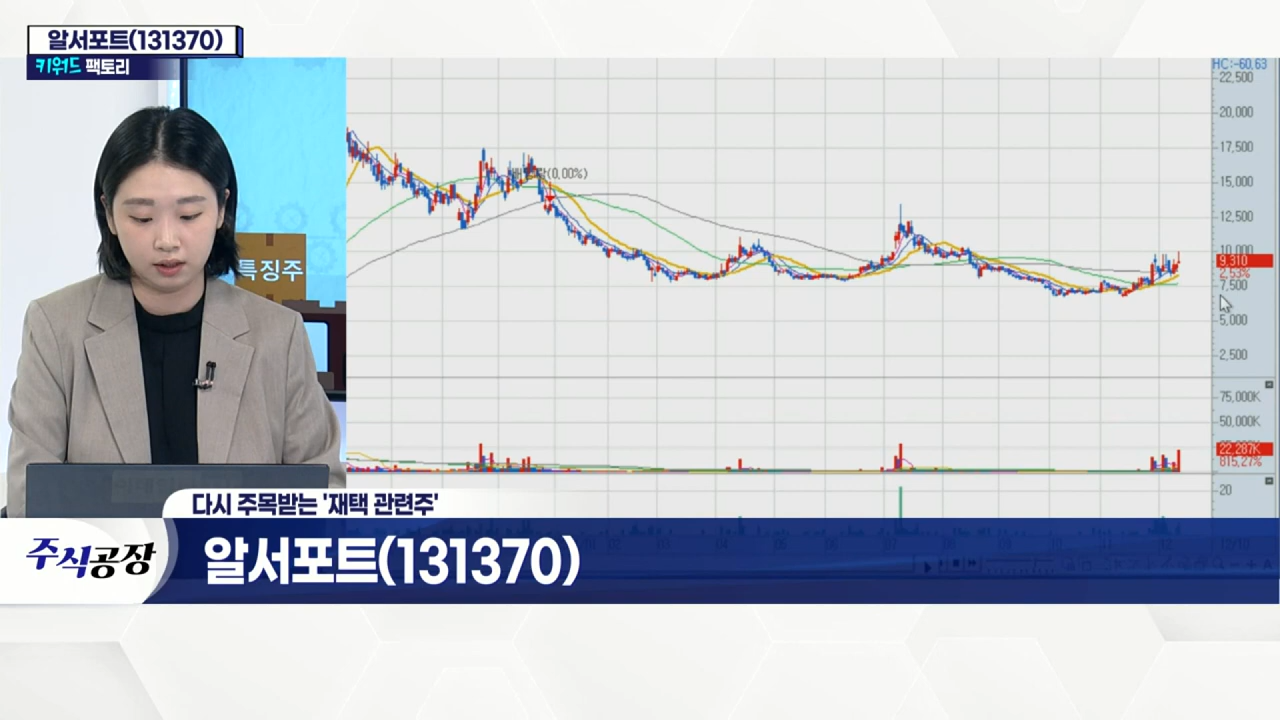 알서포트(131370)
키워드 팩토리
특징주
HC:-60,63
22,500
20,000
17,500
15,000
12,500
10,000
9,310
2,53%
7,500
5,000
2,500
75,000K
50,000K
22,287K
815,27%
20
(0,00%)
다시 주목받는 '재택 관련주'
주식공장
알서포트(131370)